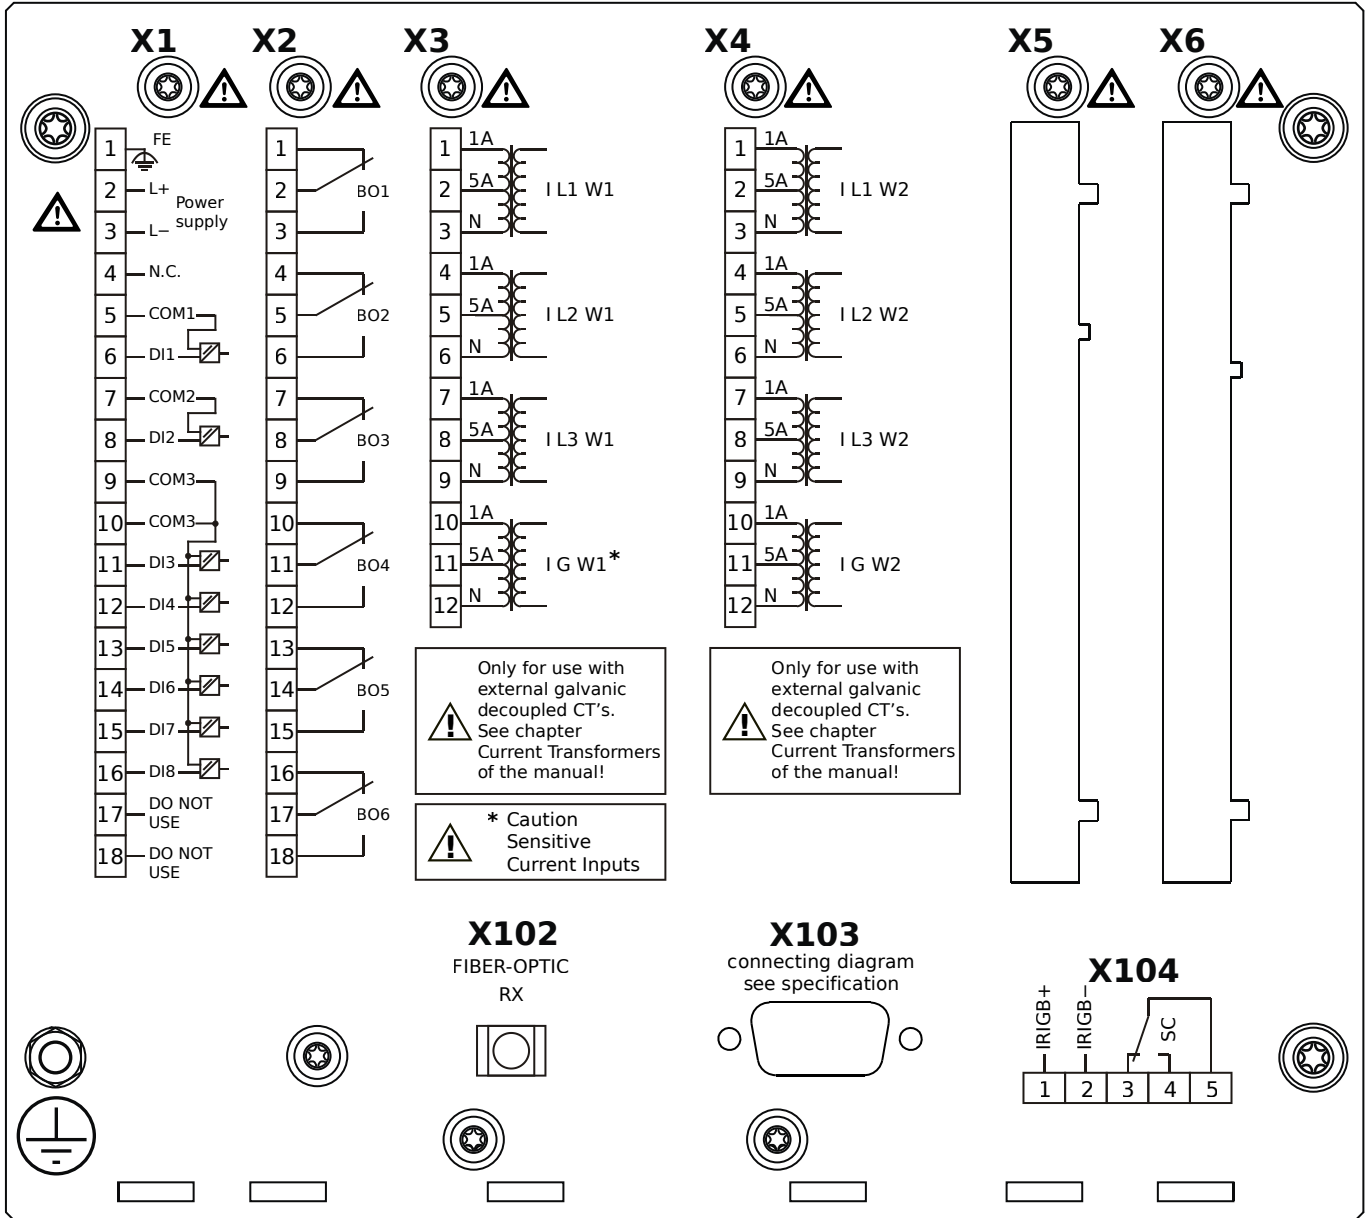 X1
X2
X3
X4
X5
X6
1
FE
2
L+
Power
supply
3
L−
4
N.C.
5
COM1
6
DI1
7
COM2
8
DI2
9
COM3
10
COM3
11
DI3
12
DI4
13
DI5
14
DI6
15
DI7
16
DI8
17
DO NOT
USE
18
DO NOT
USE
1
2
BO1
3
4
5
BO2
6
7
8
BO3
9
10
11
BO4
12
13
14
BO5
15
16
17
BO6
18
1
1A
2
5A
I L1 W1
3
N
4
1A
5
5A
I L2 W1
6
N
7
1A
8
5A
I L3 W1
9
N
10
1A
11
5A
I G W1*
12
N
Only for use with
external galvanic
decoupled CT's.
See chapter
Current Transformers
of the manual!
* Caution
Sensitive
Current Inputs
1
1A
2
5A
I L1 W2
3
N
4
1A
5
5A
I L2 W2
6
N
7
1A
8
5A
I L3 W2
9
N
10
1A
11
5A
I G W2
12
N
Only for use with
external galvanic
decoupled CT's.
See chapter
Current Transformers
of the manual!
X102
FIBER-OPTIC
RX
X103
connecting diagram
see specification
X104
IRIGB+
IRIGB−
SC
1
2
3
4
5